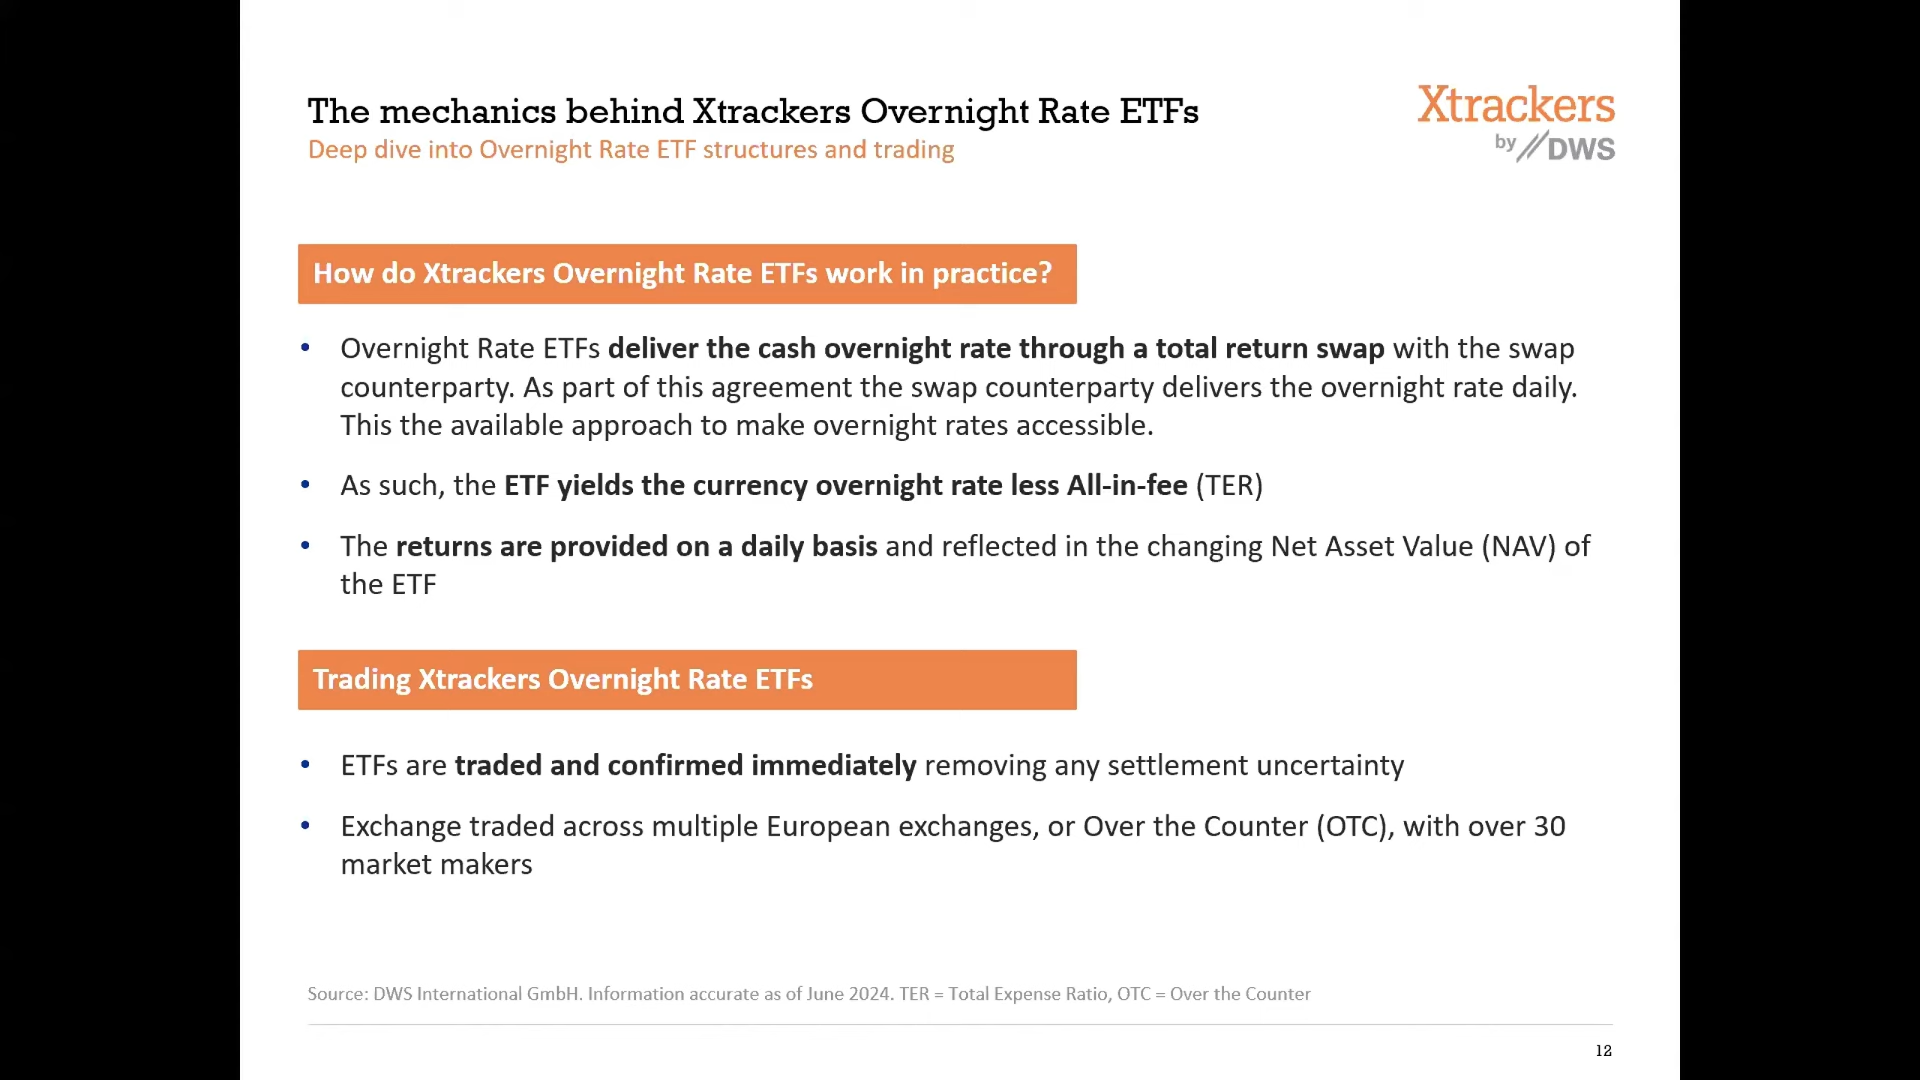 The mechanics behind Xtrackers Overnight Rate ETFs
Deep dive into Overnight Rate ETF structures and trading
Xtrackers
by DWS
How do Xtrackers Overnight Rate ETFs work in practice?
• Overnight Rate ETFs deliver the cash overnight rate through a total return swap with the swap
counterparty. As part of this agreement the swap counterparty delivers the overnight rate daily.
This the available approach to make overnight rates accessible.
• As such, the ETF yields the currency overnight rate less All-in-fee (TER)
• The returns are provided on a daily basis and reflected in the changing Net Asset Value (NAV) of
the ETF
Trading Xtrackers Overnight Rate ETFs
• ETFs are traded and confirmed immediately removing any settlement uncertainty
• Exchange traded across multiple European exchanges, or Over the Counter (OTC), with over 30
market makers
Source: DWS International GmbH. Information accurate as of June 2024. TER = Total Expense Ratio, OTC = Over the Counter
12